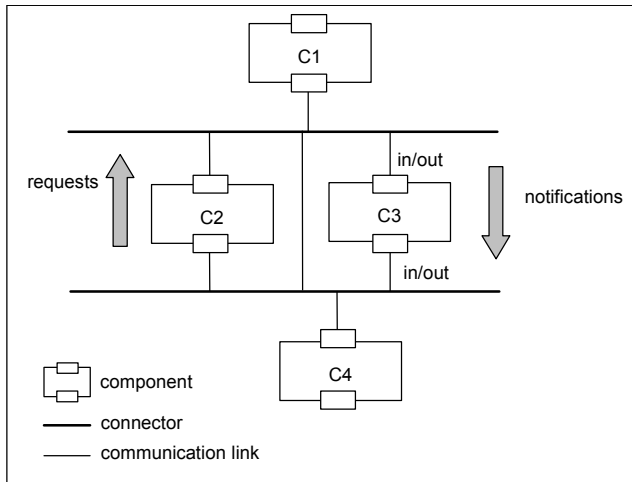 C1
in/out
requests
notifications
C2
C3
in/out
C4
component
connector
communication link